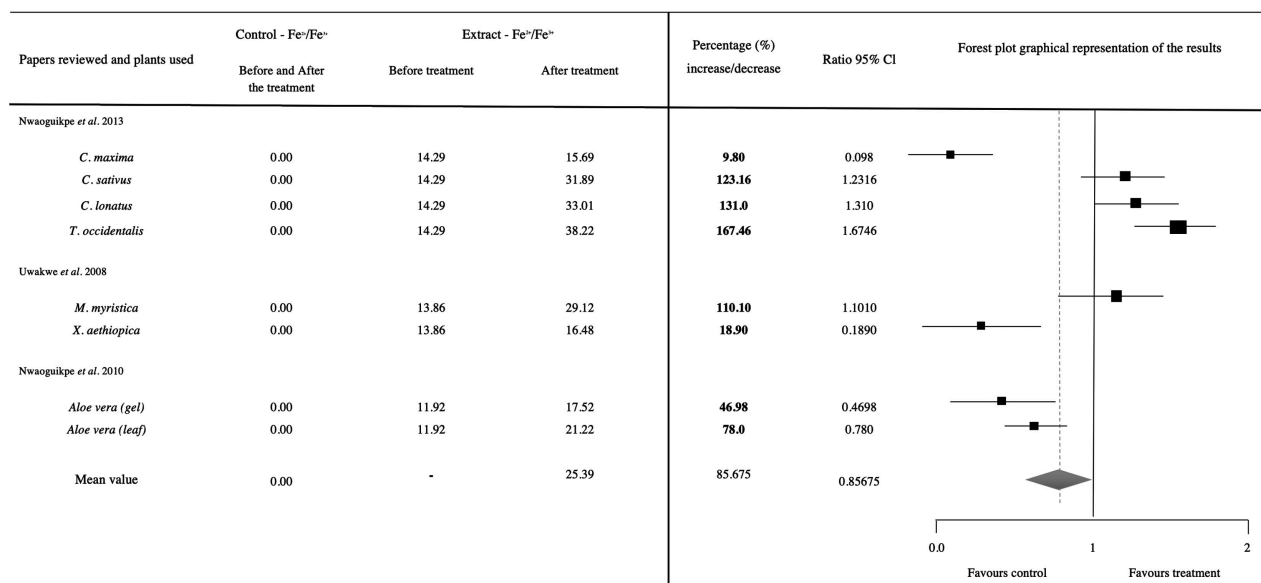 Control - Fe²⁺/Fe³⁺ Extract - Fe²⁺/Fe³⁺
Papers reviewed and plants used Percentage (%) increase/decrease Ratio 95% Cl Forest plot graphical representation of the results
Before and After the treatment Before treatment After treatment
Nwaoguikpe et al. 2013
C. maxima 0.00 14.29 15.69 9.80 0.098
C. sativus 0.00 14.29 31.89 123.16 1.2316
C. lonatus 0.00 14.29 33.01 131.0 1.310
T. occidentalis 0.00 14.29 38.22 167.46 1.6746
Uwakwe et al. 2008
M. myristica 0.00 13.86 29.12 110.10 1.1010
X. aethiopica 0.00 13.86 16.48 18.90 0.1890
Nwaoguikpe et al. 2010
Aloe vera (gel) 0.00 11.92 17.52 46.98 0.4698
Aloe vera (leaf) 0.00 11.92 21.22 78.0 0.780
Mean value 0.00 - 25.39 85.675 0.85675
0.0 1 2
Favours control Favours treatment